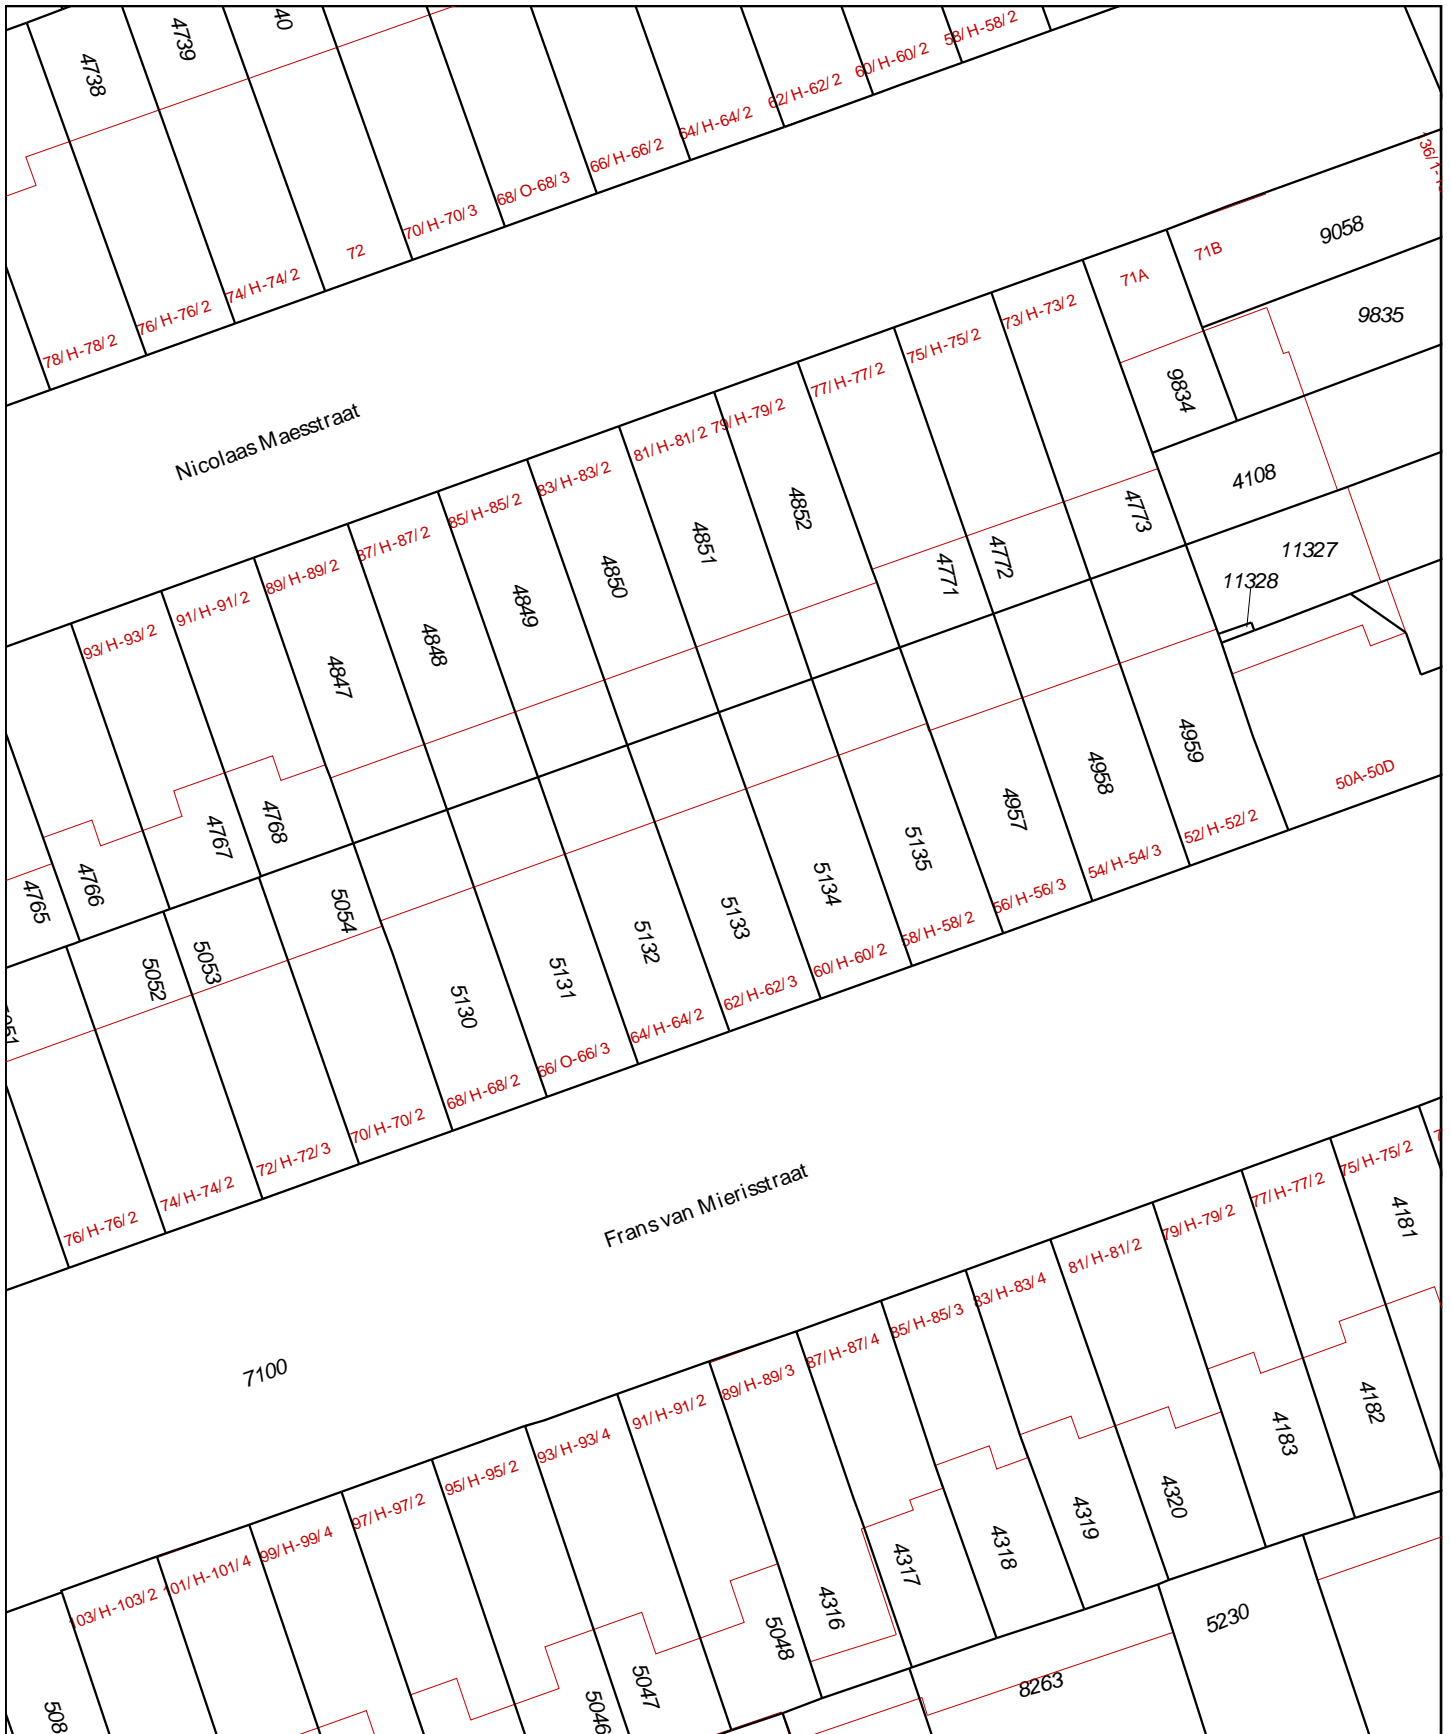 4738
4739
40
58/H-58/2
60/H-60/2
62/H-62/2
64/H-64/2
66/H-66/2
68/O-68/3
70/H-70/3
72
74/H-74/2
76/H-76/2
78/H-78/2
Nicolaas Maesstraat
71B
9058
71A
9835
9834
73/H-73/2
75/H-75/2
77/H-77/2
79/H-79/2
81/H-81/2
83/H-83/2
85/H-85/2
87/H-87/2
89/H-89/2
91/H-91/2
93/H-93/2
4108
4773
4772
4771
4852
4851
4850
4849
4848
4847
4768
4767
4766
4765
11327
11328
50A-50D
4959
4958
4957
5135
5134
5133
5132
5131
5130
5054
5053
5052
52/H-52/2
54/H-54/3
56/H-56/3
58/H-58/2
60/H-60/2
62/H-62/3
64/H-64/2
66/O-66/3
68/H-68/2
70/H-70/2
72/H-72/3
74/H-74/2
76/H-76/2
Frans van Mierisstraat
7100
75/H-75/2
77/H-77/2
79/H-79/2
81/H-81/2
83/H-83/4
85/H-85/3
87/H-87/4
89/H-89/3
91/H-91/2
93/H-93/4
95/H-95/2
97/H-97/2
99/H-99/4
101/H-101/4
103/H-103/2
4181
4182
4183
4320
4319
4318
4317
4316
5048
5047
5046
508
5230
8263